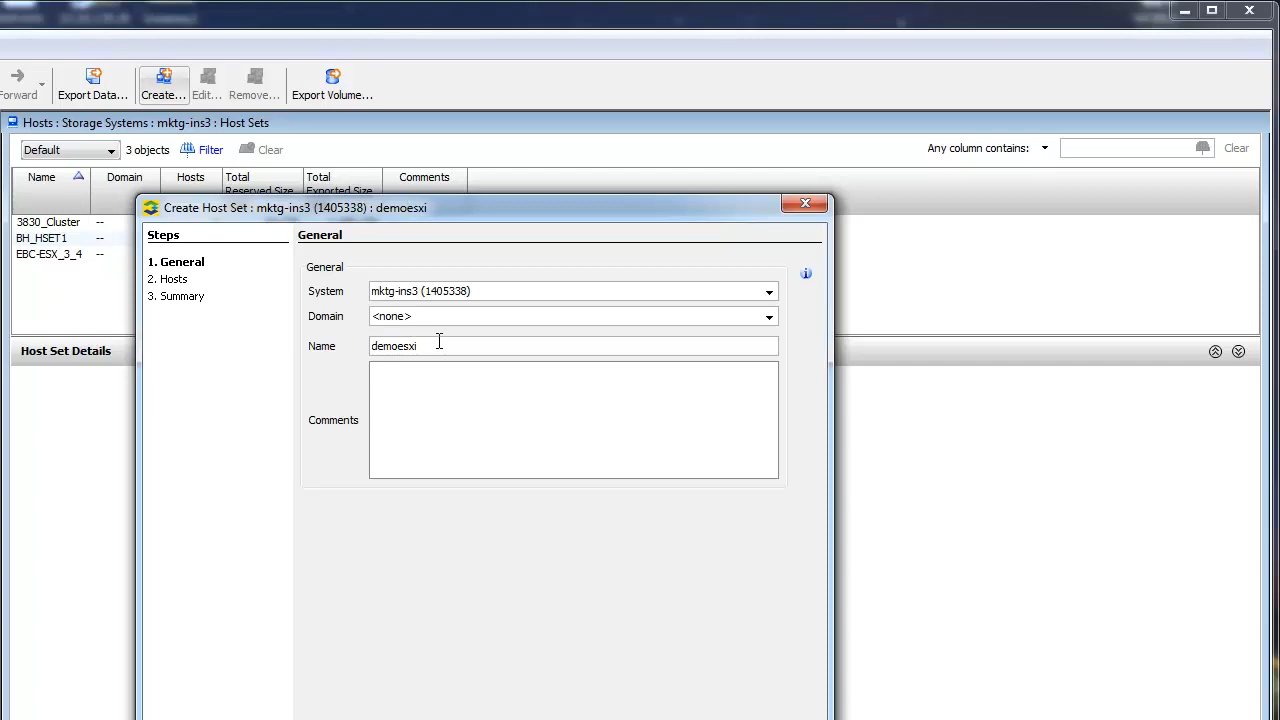 Forward
Export Data...
Create...
Edit...
Remove...
Export Volume...
Hosts : Storage Systems : mktg-ins3 : Host Sets
Default
3 objects
Filter
Clear
Any column contains:
Clear
Name
Domain
Hosts
Total
Reserved Size
Total
Exported Size
Comments
3830_Cluster --
BH_HSET1 --
EBC-ESX_3_4 --
Host Set Details
Create Host Set : mktg-ins3 (1405338) : demoesxi
Steps
1. General
2. Hosts
3. Summary
General
General
System
mktg-ins3 (1405338)
Domain
<none>
Name
demoesxi
Comments